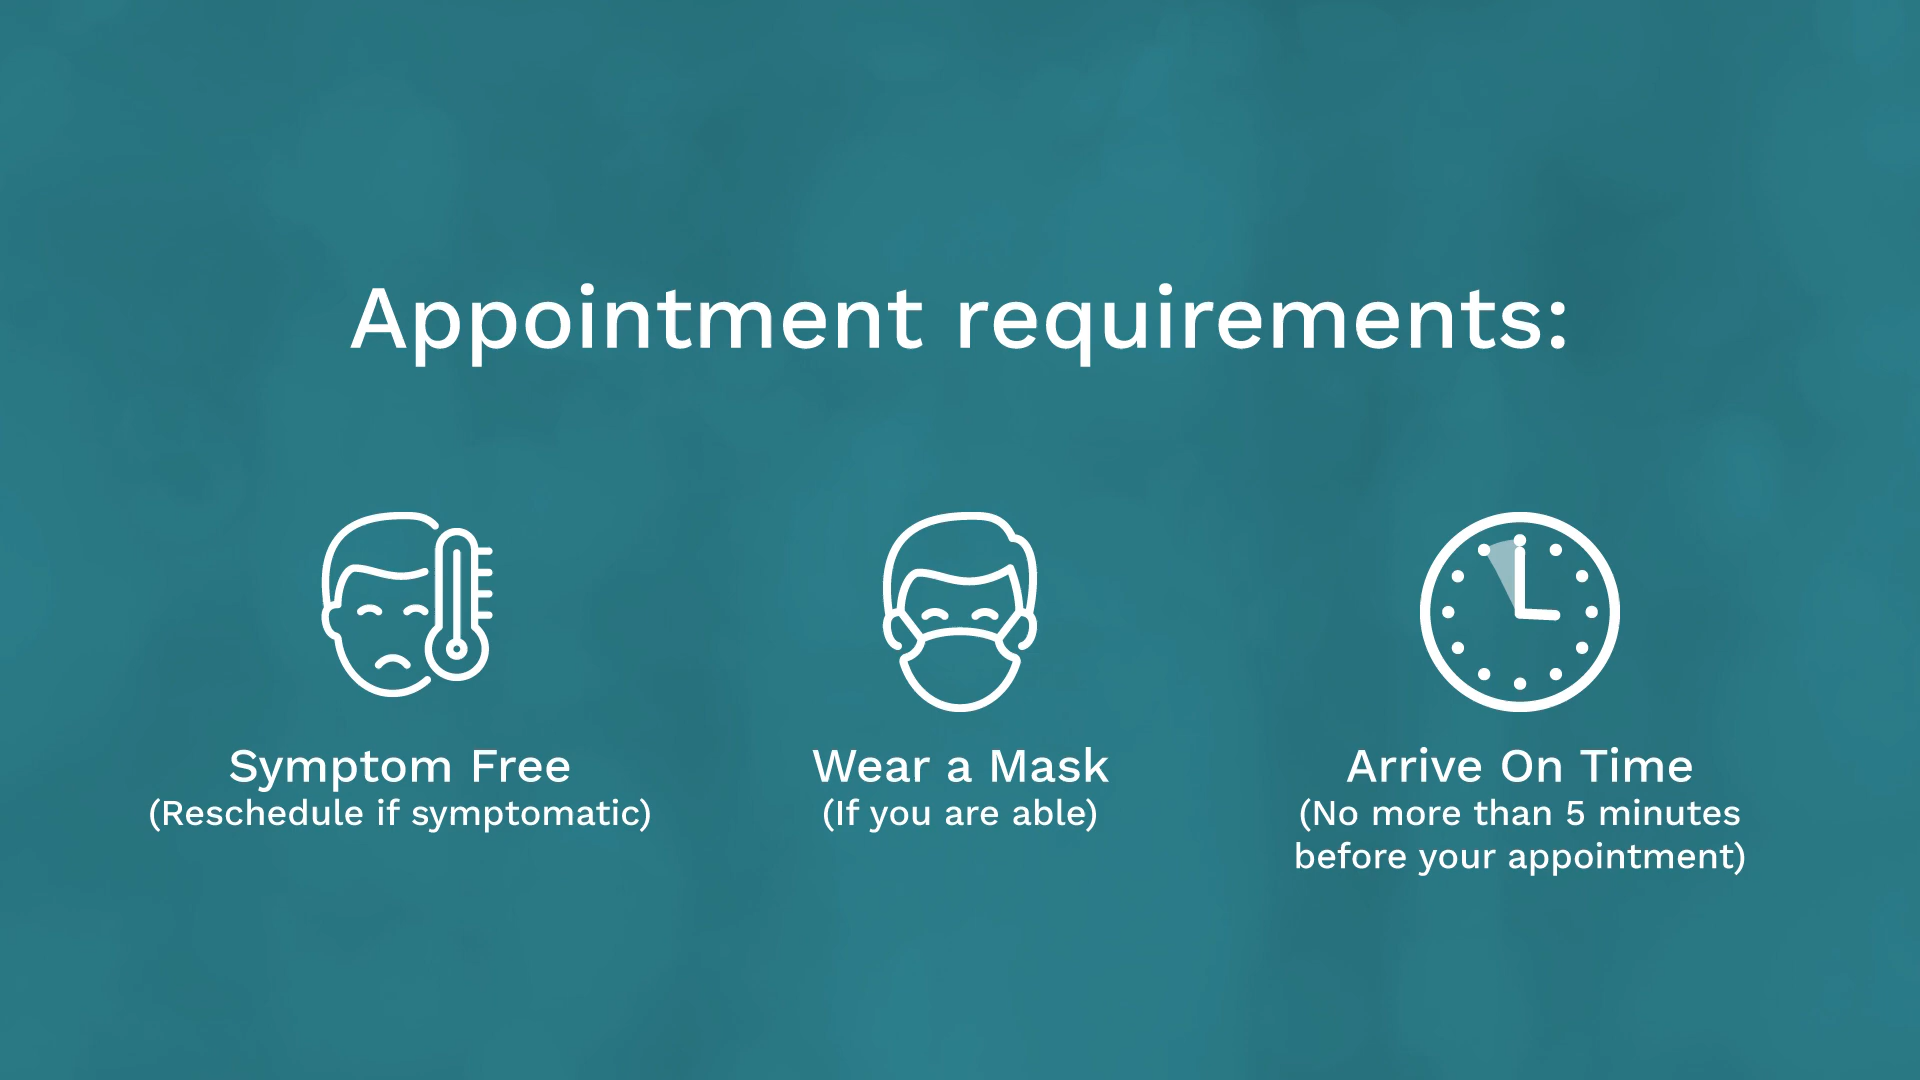 Appointment requirements:
Symptom Free
(Reschedule if symptomatic)
Wear a Mask
(If you are able)
Arrive On Time
(No more than 5 minutes
before your appointment)